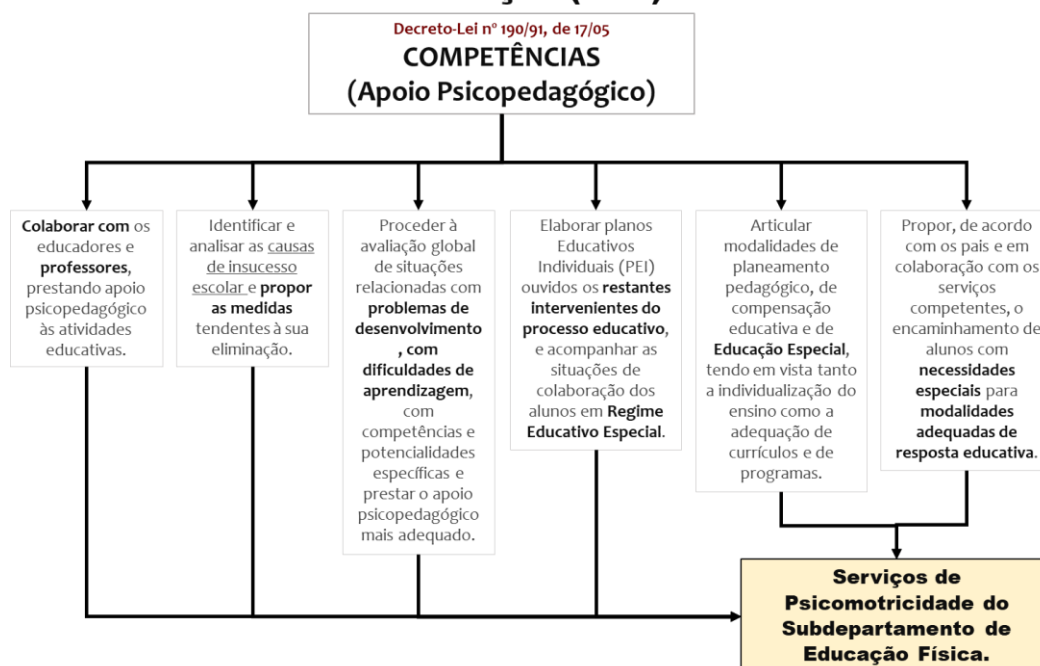 Decreto-Lei nº 190/91, de 17/05
COMPETÊNCIAS
(Apoio Psicopedagógico)
Colaborar com os
educadores e
professores,
prestando apoio
psicopedagógico
às atividades
educativas.
Identificar e
analisar as causas
de insucesso
escolar e propor
as medidas
tendentes à sua
eliminação.
Proceder à
avaliação global
de situações
relacionadas com
problemas de
desenvolvimento
, com
dificuldades de
aprendizagem,
com
competências e
potencialidades
específicas e
prestar o apoio
psicopedagógico
mais adequado.
Elaborar planos
Educativos
Individuais (PEI)
ouvidos os restantes
intervenientes do
processo educativo,
e acompanhar as
situações de
colaboração dos
alunos em Regime
Educativo Especial.
Articular
modalidades de
planeamento
pedagógico, de
compensação
educativa e de
Educação Especial,
tendo em vista tanto
a individualização do
ensino como a
adequação de
currículos e de
programas.
Propor, de acordo
com os pais e em
colaboração com os
serviços
competentes, o
encaminhamento de
alunos com
necessidades
especiais para
modalidades
adequadas de
resposta educativa.
Serviços de
Psicomotricidade do
Subdepartamento de
Educação Física.